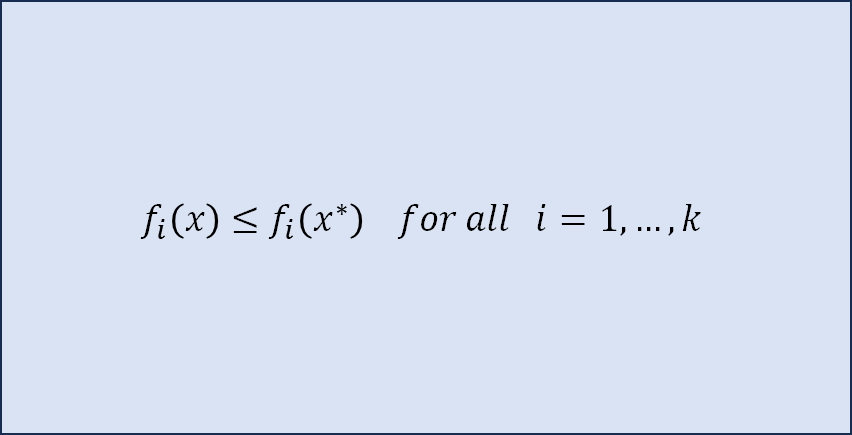 fᵢ(x) ≤ fᵢ(x*) for all i = 1, … , k